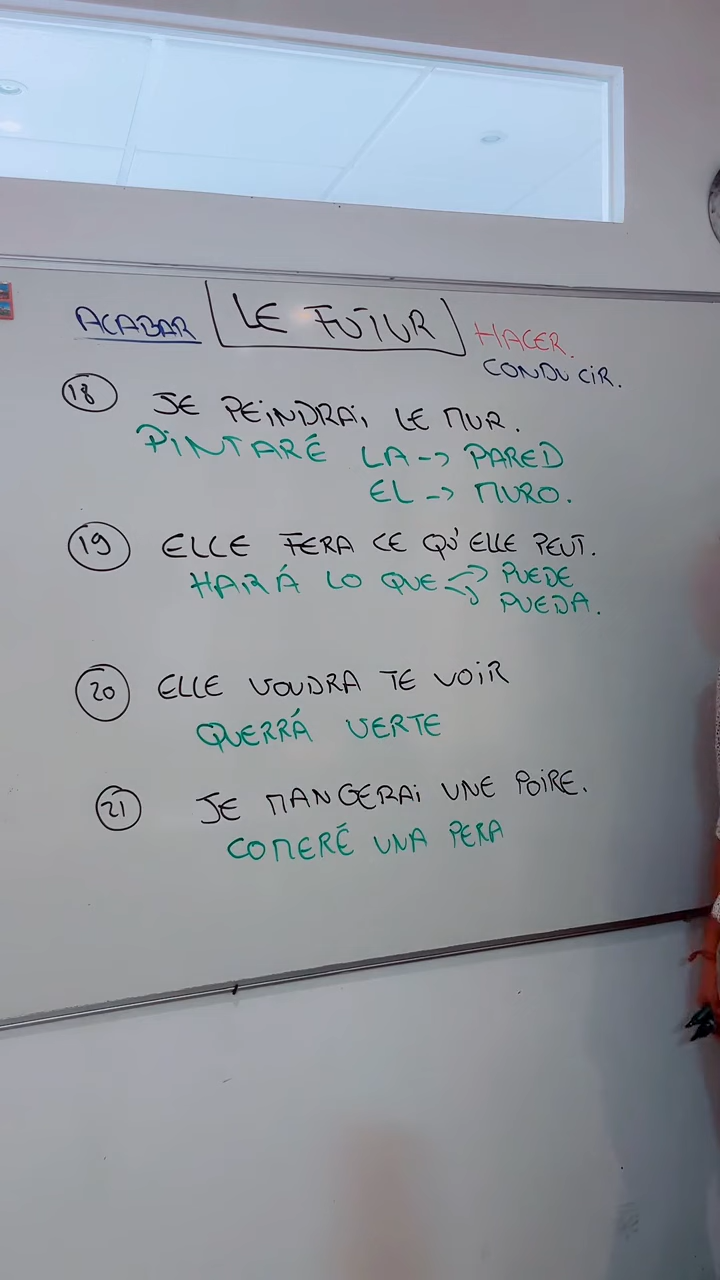 ACABAR LE FUTUR HACER.
CONDUCIR.
18 JE PEINDRAI LE MUR.
PINTARÉ LA -> PARED
EL -> MURO.
19 ELLE FERA CE QU'ELLE PEUT.
HARÁ LO QUE -> PUEDE
-> PUEDA.
20 ELLE VOUDRA TE VOIR
QUERRÁ VERTE
21 JE MANGERAI UNE POIRE.
COMERÉ UNA PERA